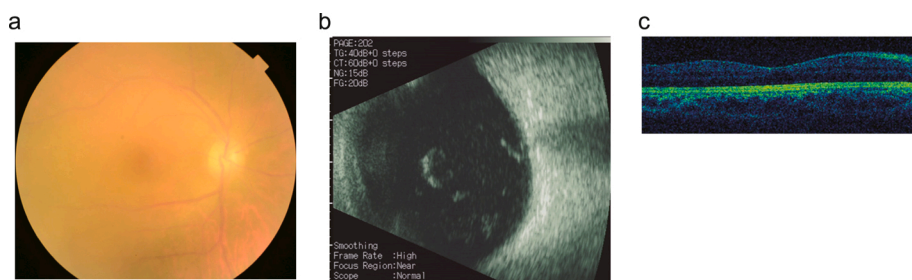 a
b
c
PAGE:202
TG:40dB+0 steps
CT:60dB+0 steps
NG:15dB
FG:20dB
Smoothing
Frame Rate :High
Focus Region:Near
Scope :Normal